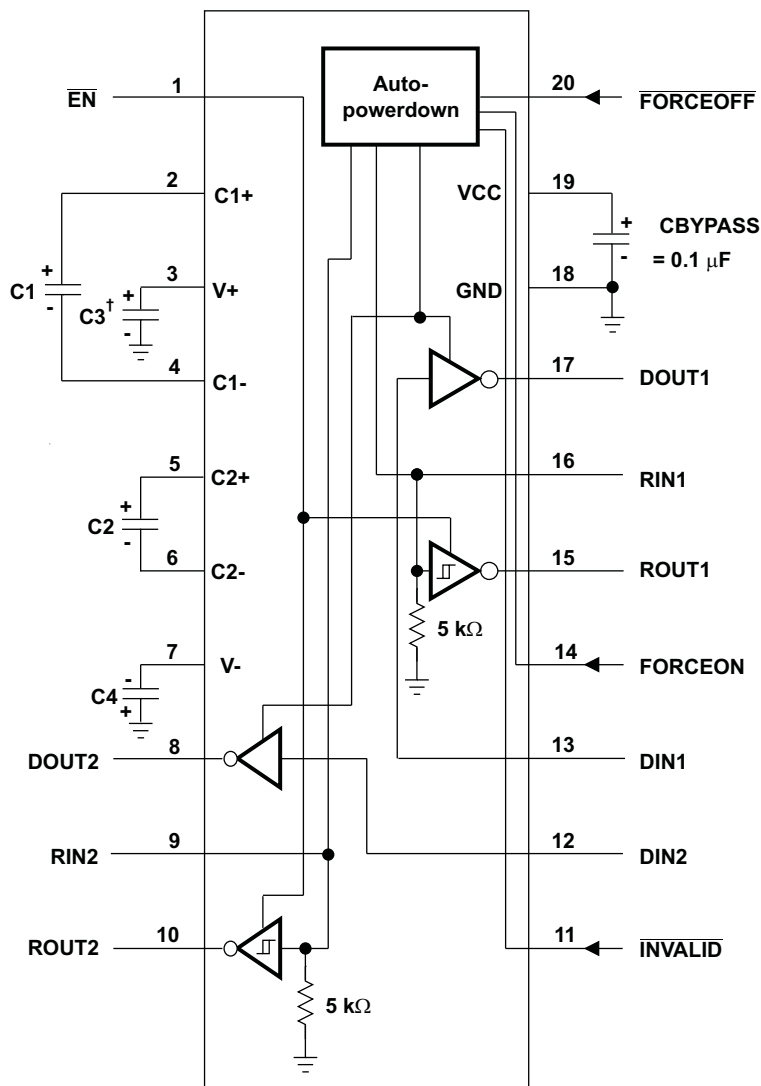 Auto-
powerdown
EN
1
20
FORCEOFF
2
C1+
VCC
19
+
CBYPASS
-
= 0.1 μF
+
C1
-
3
V+
+
C3†
-
GND
18
4
C1-
17
DOUT1
5
C2+
16
RIN1
+
C2
-
6
C2-
15
ROUT1
5 kΩ
7
V-
-
C4
+
14
FORCEON
DOUT2
8
13
DIN1
RIN2
9
12
DIN2
ROUT2
10
11
INVALID
5 kΩ